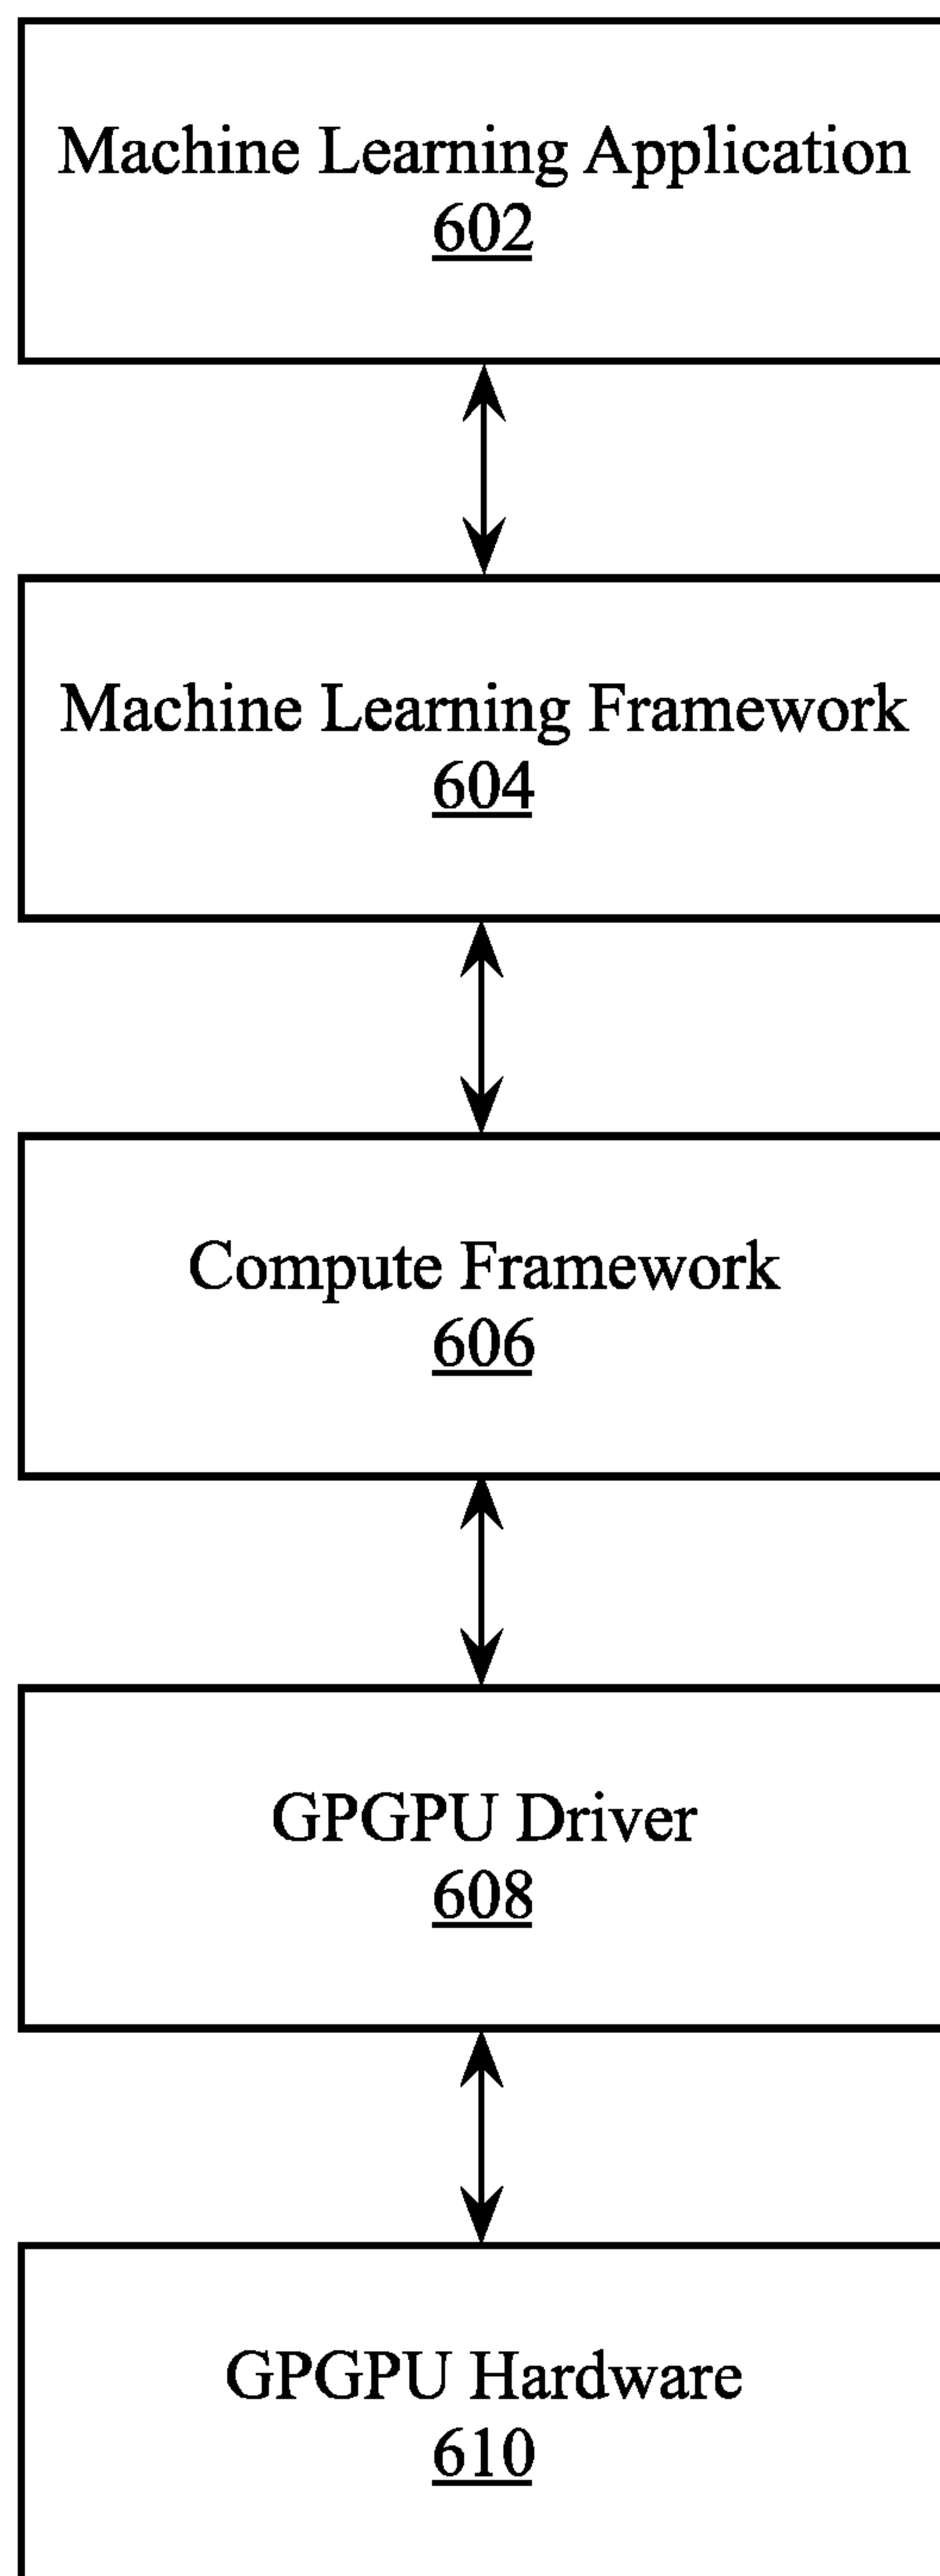 Machine Learning Application
602
Machine Learning Framework
604
Compute Framework
606
GPGPU Driver
608
GPGPU Hardware
610